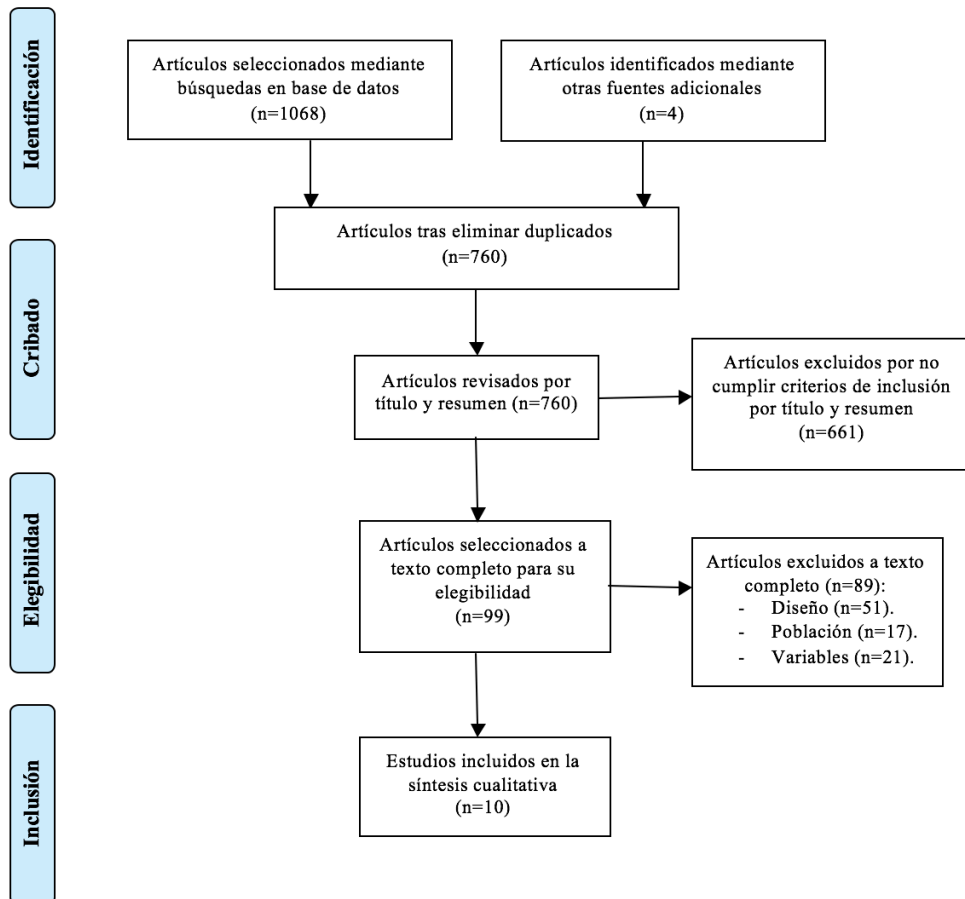 Identificación
Artículos seleccionados mediante
búsquedas en base de datos
(n=1068)
Artículos identificados mediante
otras fuentes adicionales
(n=4)
Artículos tras eliminar duplicados
(n=760)
Cribado
Artículos revisados por
título y resumen (n=760)
Artículos excluidos por no
cumplir criterios de inclusión
por título y resumen
(n=661)
Elegibilidad
Artículos seleccionados a
texto completo para su
elegibilidad
(n=99)
Artículos excluidos a texto
completo (n=89):
- Diseño (n=51).
- Población (n=17).
- Variables (n=21).
Inclusión
Estudios incluidos en la
síntesis cualitativa
(n=10)